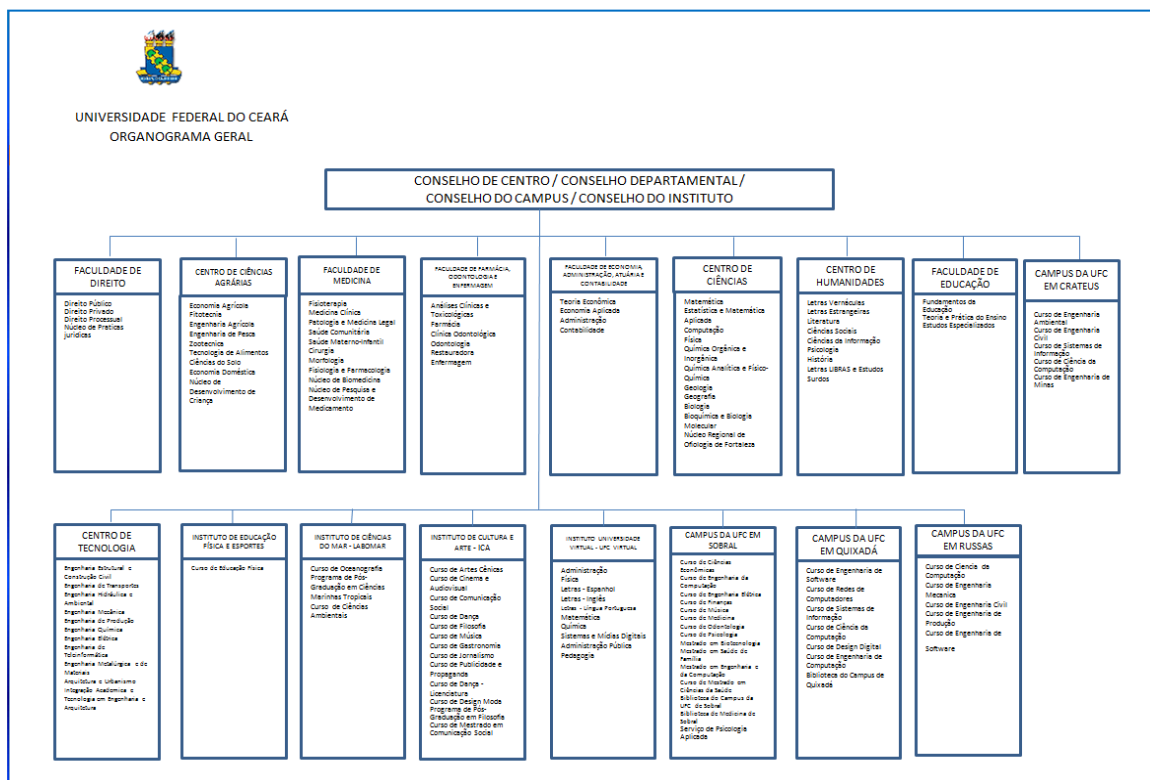 UNIVERSIDADE FEDERAL DO CEARÁ
ORGANOGRAMA GERAL
CONSELHO DE CENTRO / CONSELHO DEPARTAMENTAL /
CONSELHO DO CAMPUS / CONSELHO DO INSTITUTO
FACULDADE DE
DIREITO
Direito Público
Direito Privado
Direito Processual
Núcleo de Praticas
juridicas
CENTRO DE CIÊNCIAS
AGRÁRIAS
Economia Agrícola
Fitotecnia
Engenharia Agrícola
Engenharia de Pesca
Zootecnica
Tecnologia de Alimentos
Ciências do Solo
Economia Doméstica
Núcleo de
Desenvolvimento de
Criança
FACULDADE DE
MEDICINA
Fisioterapia
Medicina Clínica
Patologia e Medicina Legal
Saúde Comunitária
Saúde Materno-Infantil
Cirurgia
Morfologia
Fisiologia e Farmacologia
Núcleo de Biomedicina
Núcleo de Pesquisa e
Desenvolvimento de
Medicamento
FACULDADE DE FARMÁCIA,
ODONTOLOGIA E
ENFERMAGEM
Análises Clínicas e
Toxicológicas
Farmácia
Clínica Odontológica
Odontologia
Restauradora
Enfermagem
FACULDADE DE ECONOMIA,
ADMINISTRAÇÃO, ATUÁRIA E
CONTABILIDADE
Teoria Econômica
Economia Aplicada
Administração
Contabilidade
CENTRO DE
CIÊNCIAS
Matemática
Estatística e Matemática
Aplicada
Computação
Física
Química Orgânica e
Inorgânica
Química Analítica e Físico-
Química
Geologia
Geografia
Biologia
Bioquímica e Biologia
Molecular
Núcleo Regional de
Ofiologia de Fortaleza
CENTRO DE
HUMANIDADES
Letras Vernáculas
Letras Estrangeiras
Literatura
Ciências Sociais
Ciências da Informação
Psicologia
História
Letras LIBRAS e Estudos
Surdos
FACULDADE DE
EDUCAÇÃO
Fundamentos da
Educação
Teoria e Prática do Ensino
Estudos Especializados
CAMPUS DA UFC
EM CRATEUS
Curso de Engenharia
Ambiental
Curso de Engenharia
Civil
Curso de Sistemas de
Informação
Curso de Ciência da
Computação
Curso de Engenharia de
Minas
CENTRO DE
TECNOLOGIA
Engenharia Estrutural e
Construção Civil
Engenharia de Transportes
Engenharia Hidráulica e
Ambiental
Engenharia Mecânica
Engenharia de Produção
Engenharia Química
Engenharia Elétrica
Engenharia de
Teleinformática
Engenharia Metalúrgica e de
Materiais
Arquitetura e Urbanismo
Integração Academica e
Tecnologia em Engenharia e
Arquitetura
INSTITUTO DE EDUCAÇÃO
FÍSICA E ESPORTES
Curso de Educação Física
INSTITUTO DE CIÊNCIAS
DO MAR - LABOMAR
Curso de Oceanografia
Programa de Pós-
Graduação em Ciências
Marinhas Tropicais
Curso de Ciências
Ambientais
INSTITUTO DE CULTURA E
ARTE - ICA
Curso de Artes Cênicas
Curso de Cinema e
Audiovisual
Curso de Comunicação
Social
Curso de Dança
Curso de Filosofia
Curso de Música
Curso de Gastronomia
Curso de Jornalismo
Curso de Publicidade e
Propaganda
Curso de Dança -
Licenciatura
Curso de Design Moda
Programa de Pós-
Graduação em Filosofia
Curso de Mestrado em
Comunicação Social
INSTITUTO UNIVERSIDADE
VIRTUAL - UFC VIRTUAL
Administração
Física
Letras - Espanhol
Letras - Inglês
Letras - Língua Portuguesa
Matemática
Química
Sistemas e Mídias Digitais
Administração Pública
Pedagogia
CAMPUS DA UFC EM
SOBRAL
Curso de Ciências
Econômicas
Curso de Engenharia da
Computação
Curso de Engenharia Elétrica
Curso de Finanças
Curso de Música
Curso de Medicina
Curso de Odontologia
Curso de Psicologia
Mestrado em Biotecnologia
Mestrado em Saúde da
Família
Mestrado em Engenharia e
da Computação
Curso de Mestrado em
Ciências da Saúde
Biblioteca do Campus da
UFC de Sobral
Biblioteca de Medicina de
Sobral
Serviço de Psicologia
Aplicada
CAMPUS DA UFC
EM QUIXADÁ
Curso de Engenharia de
Software
Curso de Redes de
Computadores
Curso de Sistemas de
Informação
Curso de Ciência da
Computação
Curso de Design Digital
Curso de Engenharia de
Computação
Biblioteca do Campus de
Quixadá
CAMPUS DA UFC
EM RUSSAS
Curso de Ciencia da
Computação
Curso de Engenharia
Mecanica
Curso de Engenharia Civil
Curso de Engenharia de
Produção
Curso de Engenharia de
Software